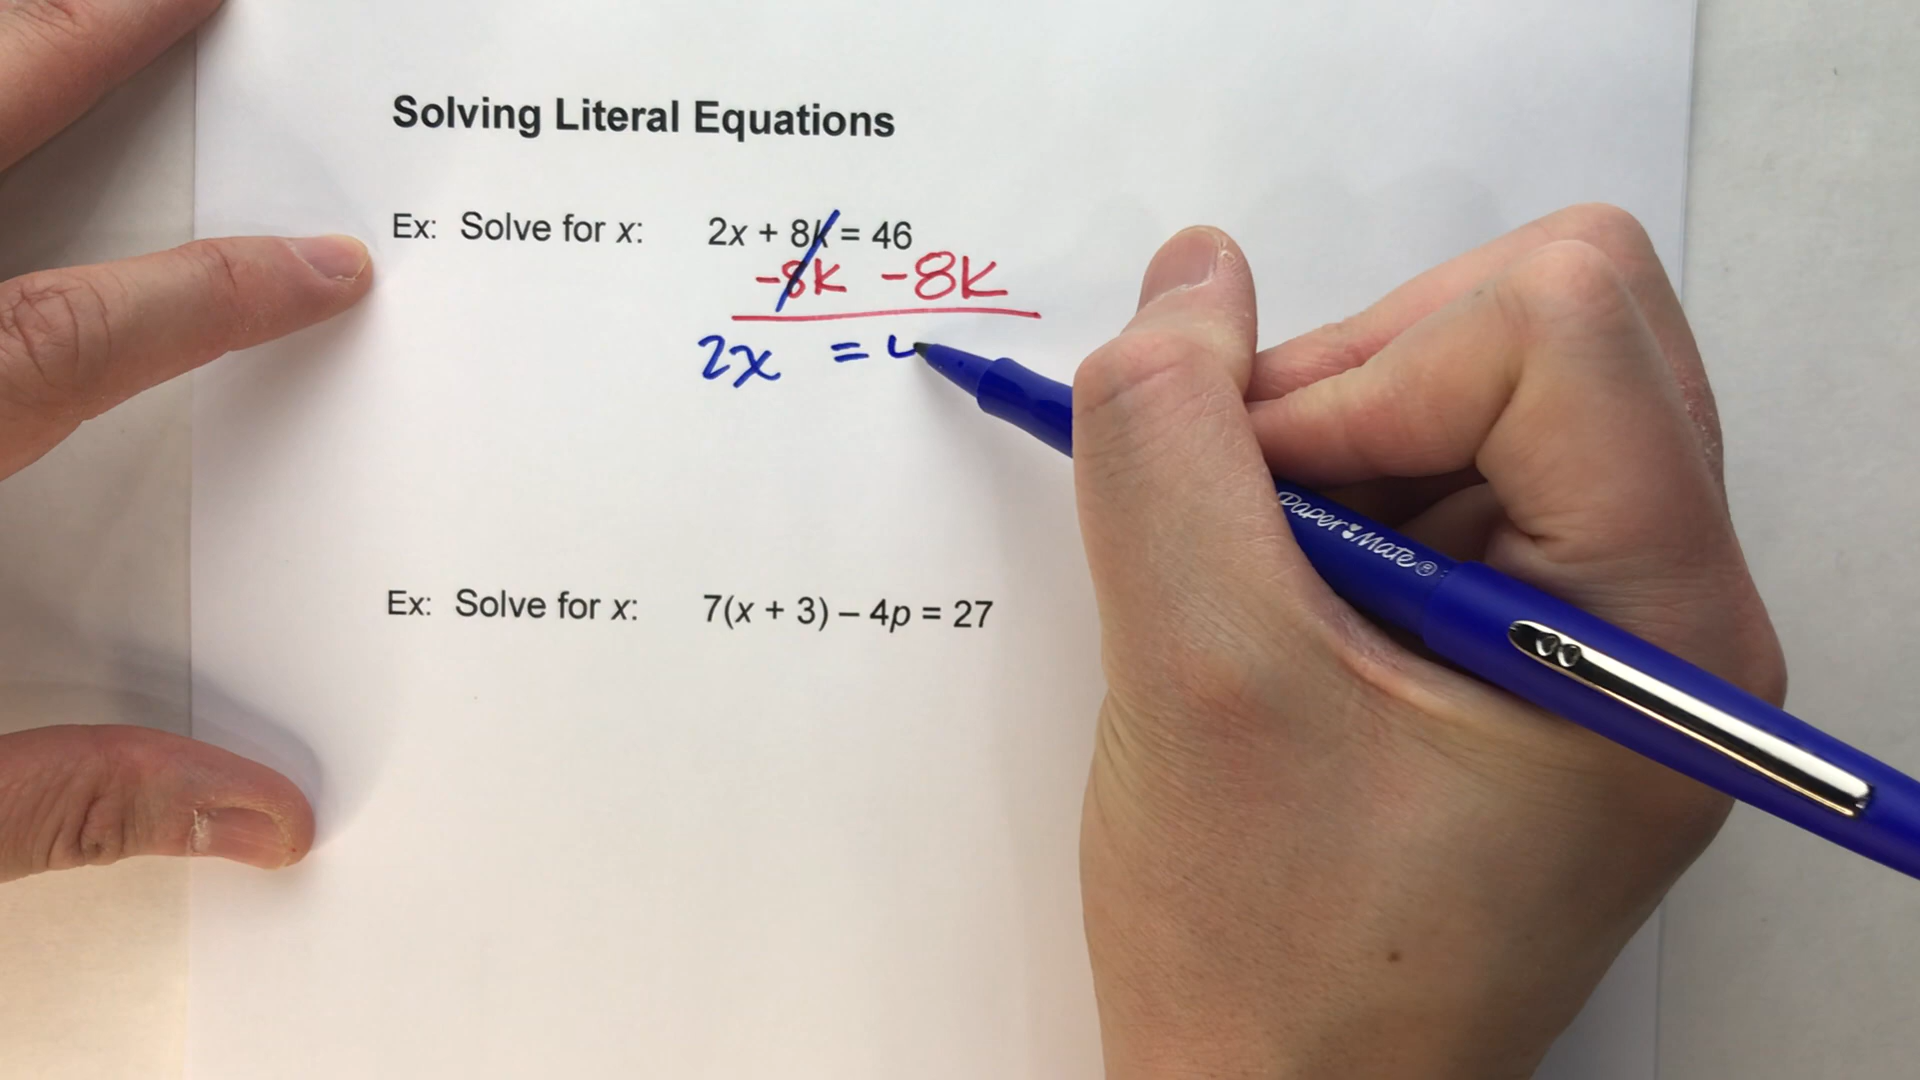 Solving Literal Equations
Ex: Solve for x: 2x + 8k = 46
-8k -8k
2x = 4
Ex: Solve for x: 7(x + 3) – 4p = 27
Paper Mate®